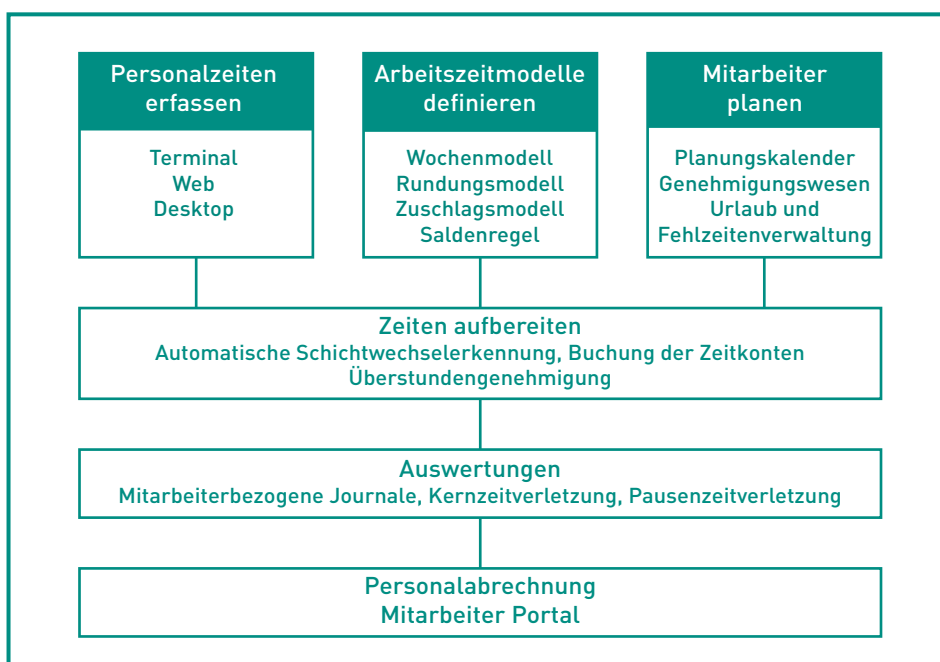 Personalzeiten
erfassen
Terminal
Web
Desktop
Arbeitszeitmodelle
definieren
Wochenmodell
Rundungsmodell
Zuschlagsmodell
Saldenregel
Mitarbeiter
planen
Planungskalender
Genehmigungswesen
Urlaub und
Fehlzeitenverwaltung
Zeiten aufbereiten
Automatische Schichtwechselerkennung, Buchung der Zeitkonten
Überstundengenehmigung
Auswertungen
Mitarbeiterbezogene Journale, Kernzeitverletzung, Pausenzeitverletzung
Personalabrechnung
Mitarbeiter Portal